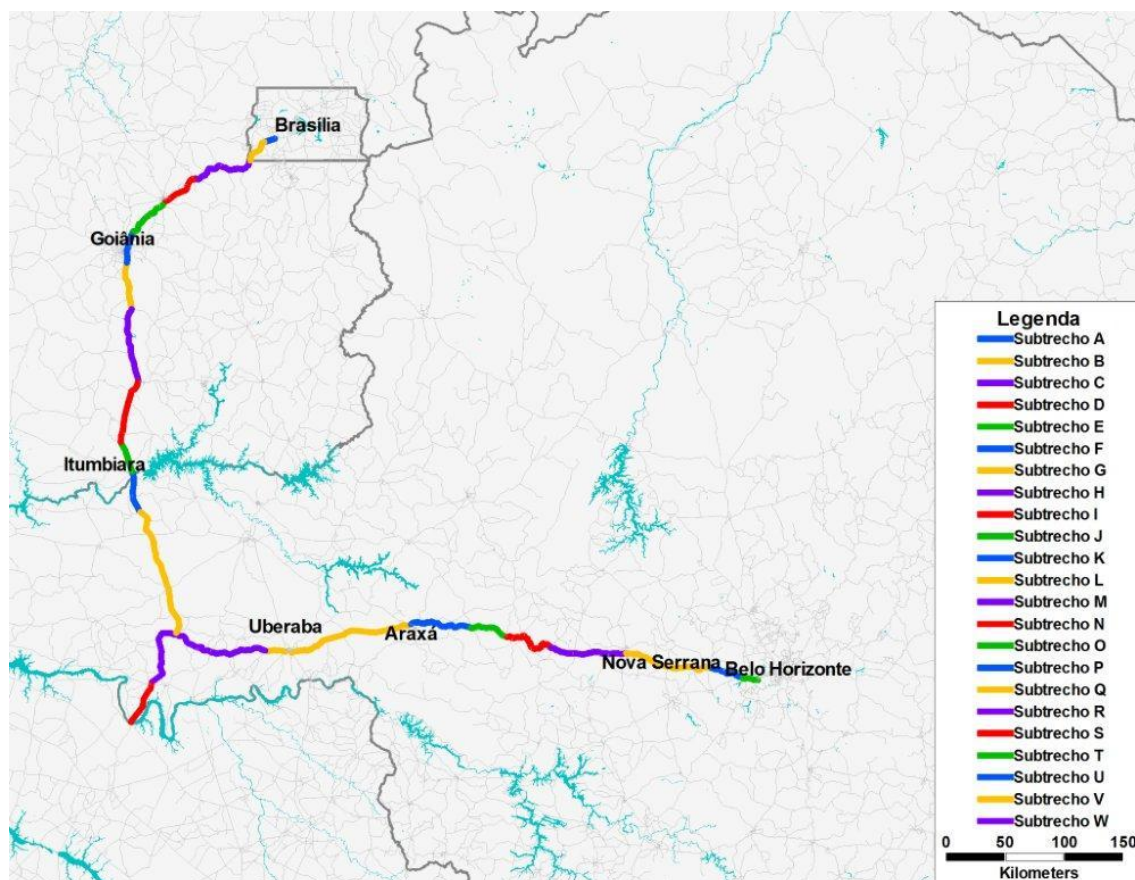 Brasília
Goiânia
Itumbiara
Uberaba
Araxá
Nova Serrana
Belo Horizonte
Legenda
Subtrecho A
Subtrecho B
Subtrecho C
Subtrecho D
Subtrecho E
Subtrecho F
Subtrecho G
Subtrecho H
Subtrecho I
Subtrecho J
Subtrecho K
Subtrecho L
Subtrecho M
Subtrecho N
Subtrecho O
Subtrecho P
Subtrecho Q
Subtrecho R
Subtrecho S
Subtrecho T
Subtrecho U
Subtrecho V
Subtrecho W
0 50 100 150
Kilometers